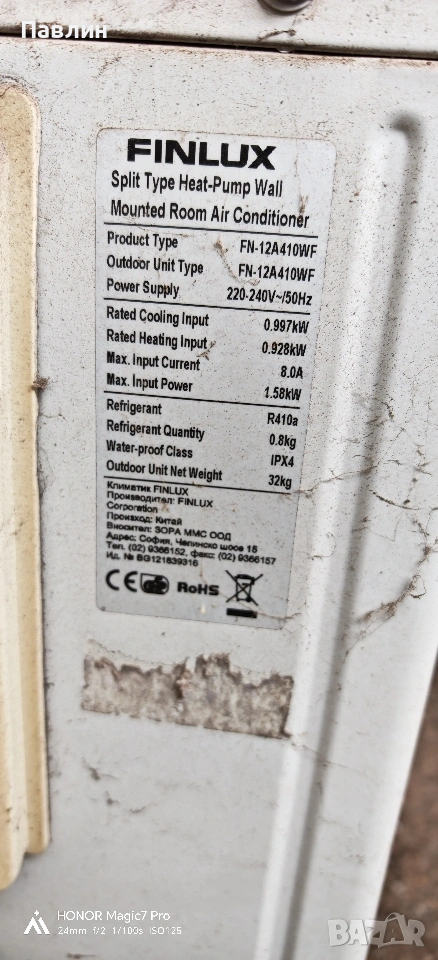 Павлин
FINLUX
Split Type Heat-Pump Wall
Mounted Room Air Conditioner
Product Type FN-12A410WF
Outdoor Unit Type FN-12A410WF
Power Supply 220-240V~/50Hz
Rated Cooling Input 0.997kW
Rated Heating Input 0.928kW
Max. Input Current 8.0A
Max. Input Power 1.58kW
Refrigerant R410a
Refrigerant Quantity 0.8kg
Water-proof Class IPX4
Outdoor Unit Net Weight 32kg
Климатик FINLUX
Производител: FINLUX
Corporation
Произход: Китай
Вносител: ЗОРА ММС ООД
Адрес: София, Челинско шосе 15
Тел. (02) 9366152, факс: (02) 9366157
Ид. № BG121839316
CE RoHS
HONOR Magic7 Pro
24mm f/2 1/100s ISO125
BAZAR